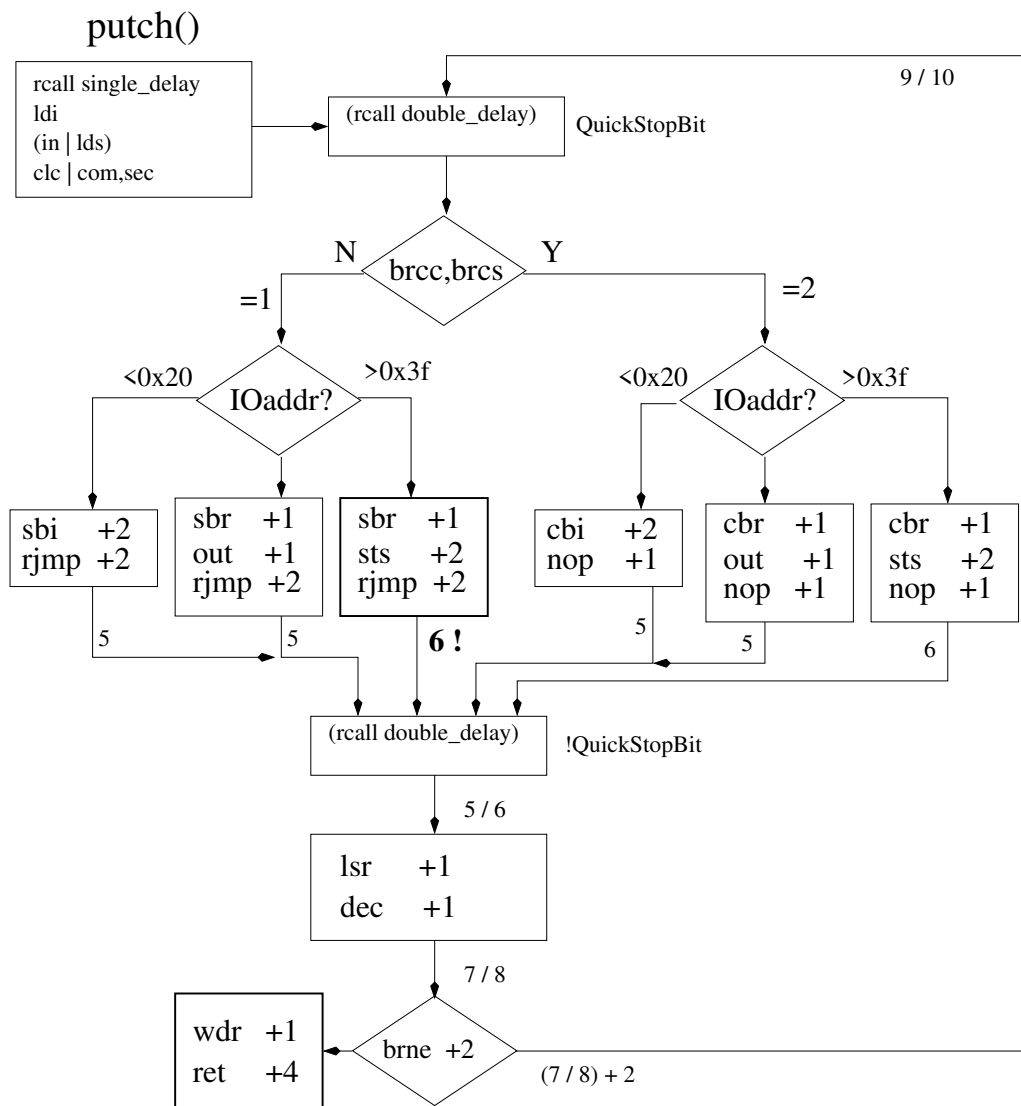 putch()
rcall single_delay
ldi
(in | lds)
clc | com,sec
(rcall double_delay)
QuickStopBit
9 / 10
N
brcc,brcs
Y
=1
=2
<0x20
IOaddr?
>0x3f
<0x20
IOaddr?
>0x3f
sbi +2
rjmp +2
sbr +1
out +1
rjmp +2
sbr +1
sts +2
rjmp +2
cbi +2
nop +1
cbr +1
out +1
nop +1
cbr +1
sts +2
nop +1
5
5
6 !
5
5
6
(rcall double_delay)
!QuickStopBit
5 / 6
lsr +1
dec +1
7 / 8
wdr +1
ret +4
brne +2
(7 / 8) + 2